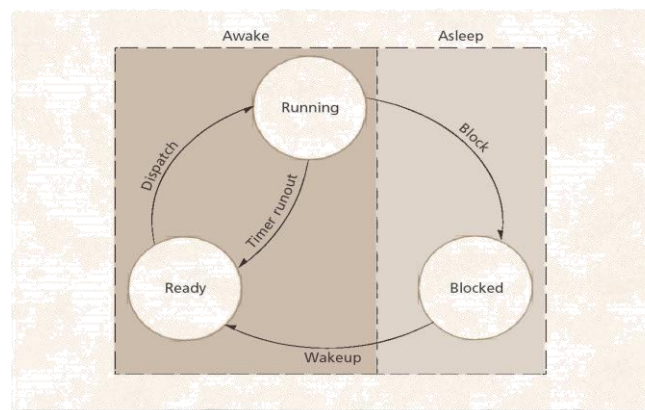 Awake
Asleep
Running
Dispatch
Block
Timer runout
Ready
Blocked
Wakeup